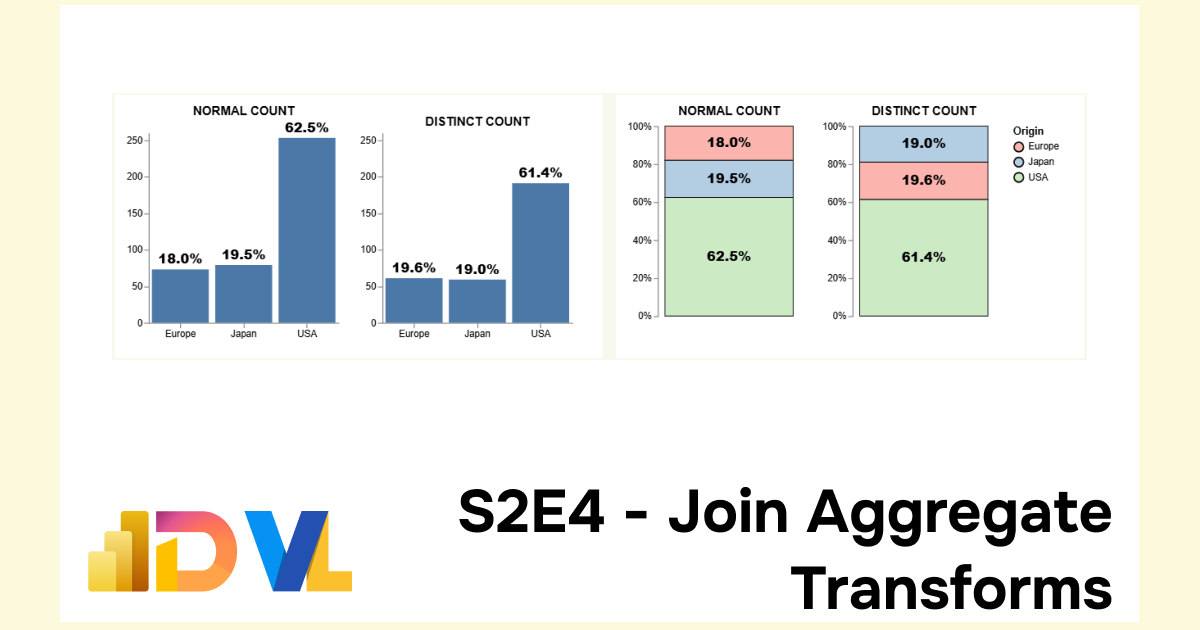 NORMAL COUNT
62.5%
250
200
150
100
50
0
18.0%
19.5%
Europe
Japan
USA
DISTINCT COUNT
250
200
150
100
50
0
61.4%
19.6%
19.0%
Europe
Japan
USA
NORMAL COUNT
100%
80%
60%
40%
20%
0%
18.0%
19.5%
62.5%
DISTINCT COUNT
100%
80%
60%
40%
20%
0%
19.0%
19.6%
61.4%
Origin
Europe
Japan
USA
DVL
S2E4 - Join Aggregate
Transforms